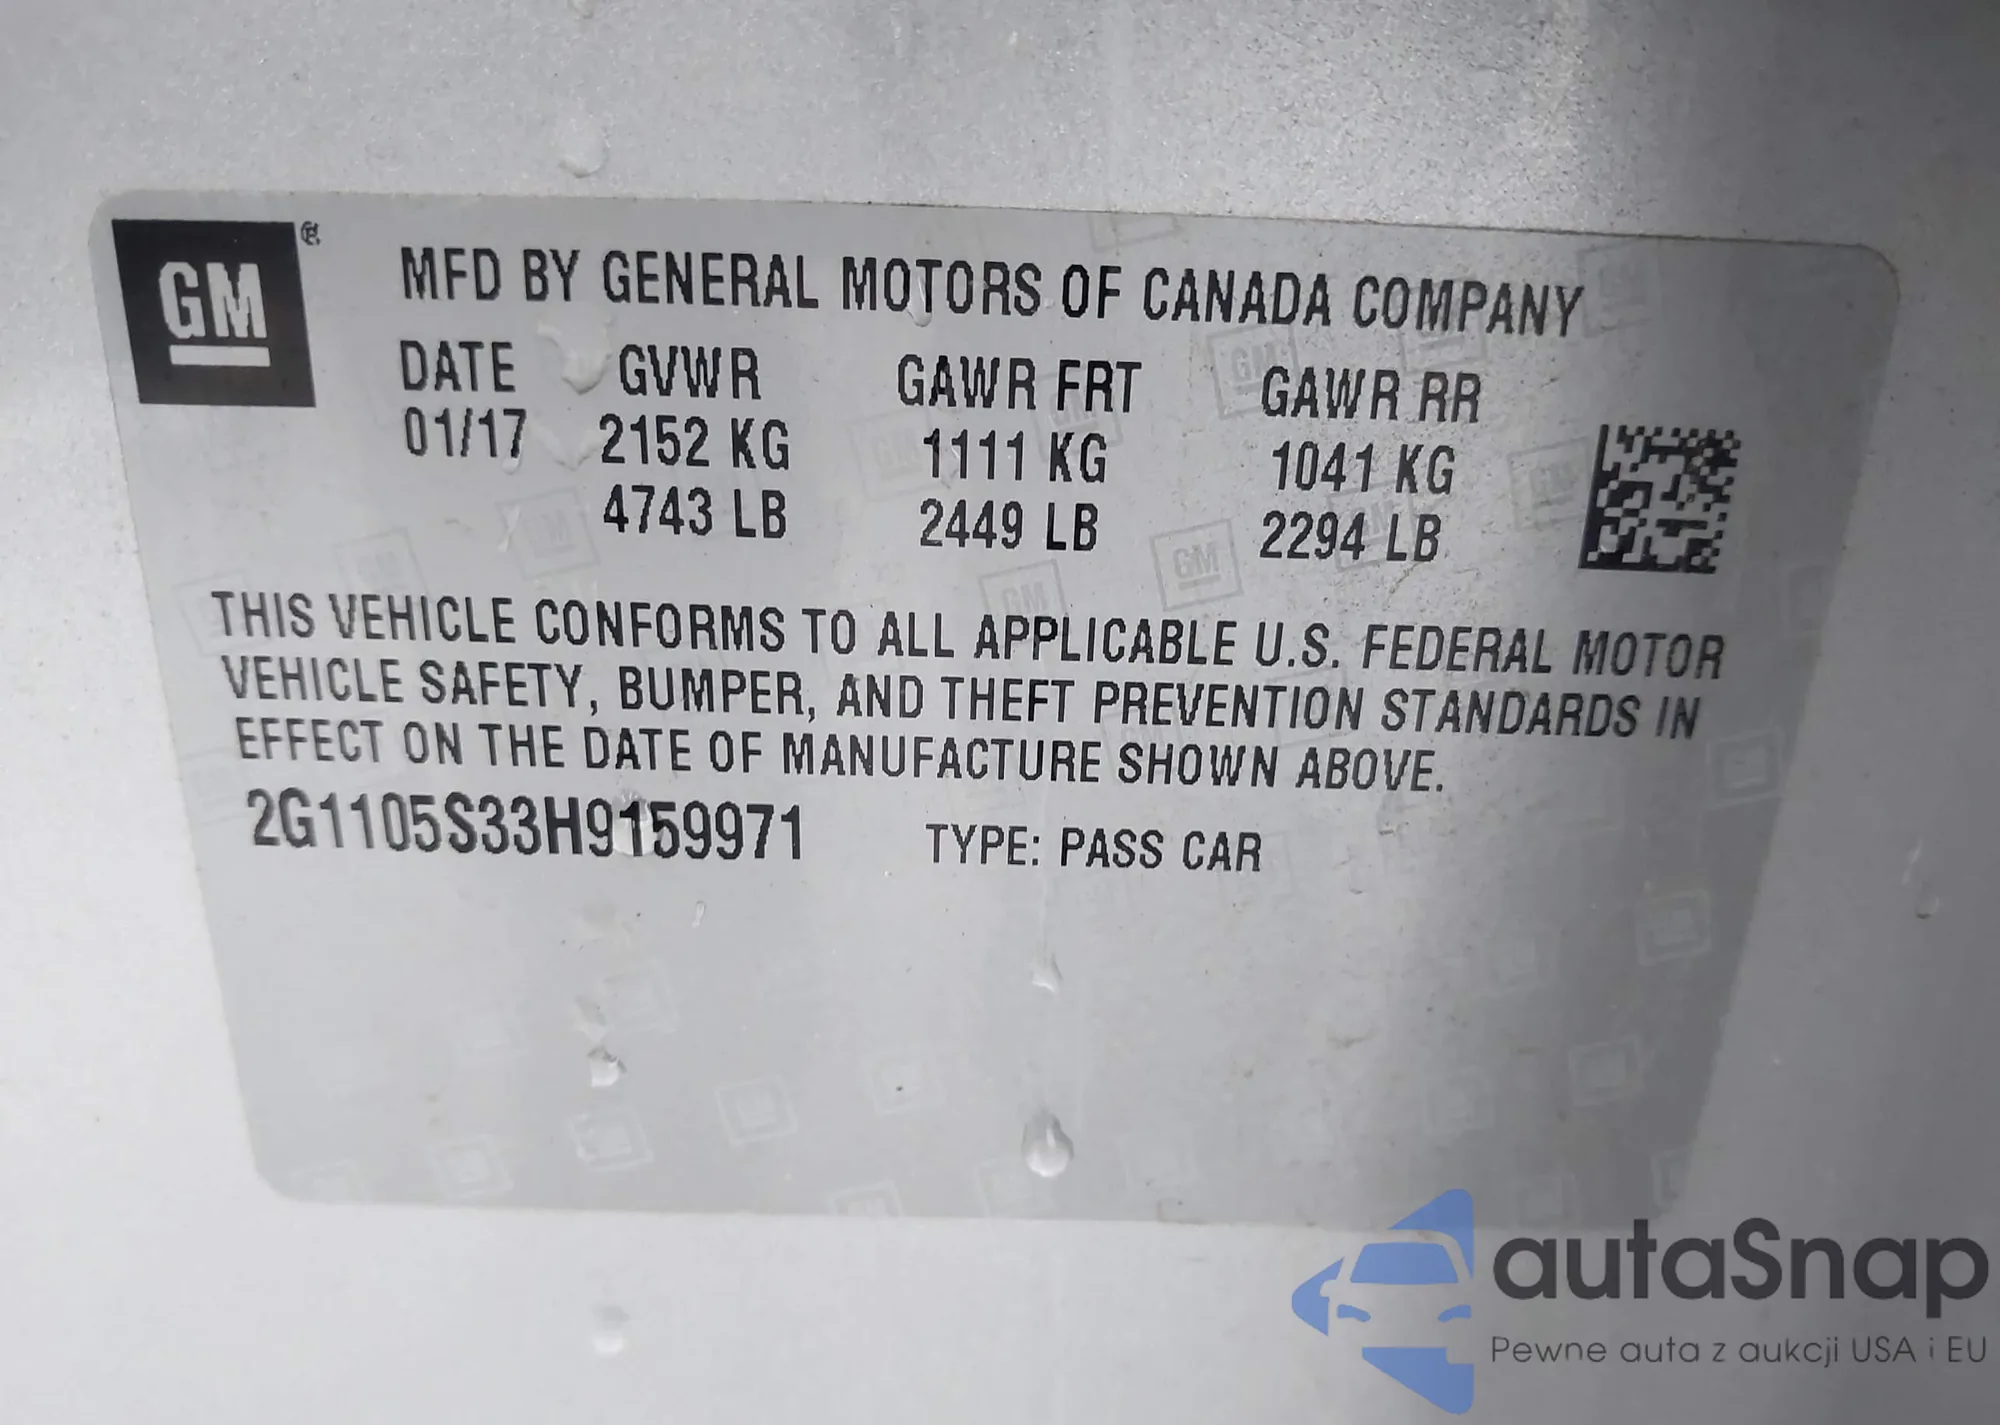 GM
MFD BY GENERAL MOTORS OF CANADA COMPANY
DATE GVWR GAWR FRT GAWR RR
01/17 2152 KG 1111 KG 1041 KG
4743 LB 2449 LB 2294 LB
THIS VEHICLE CONFORMS TO ALL APPLICABLE U.S. FEDERAL MOTOR
VEHICLE SAFETY, BUMPER, AND THEFT PREVENTION STANDARDS IN
EFFECT ON THE DATE OF MANUFACTURE SHOWN ABOVE.
2G1105S33H9159971 TYPE: PASS CAR
autaSnap
Pewne auta z aukcji USA i EU